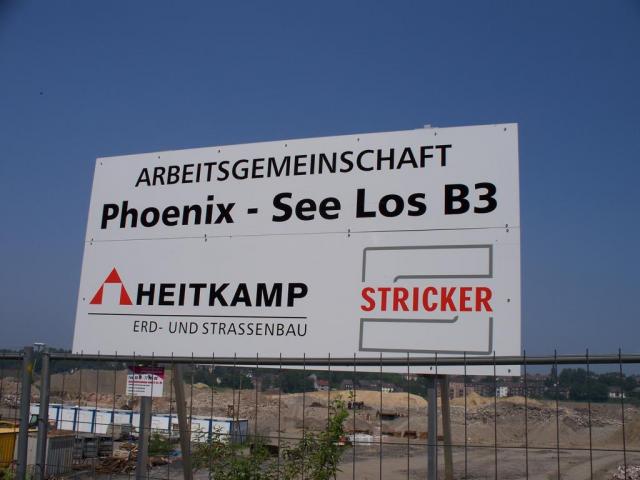 ARBEITSGEMEINSCHAFT
Phoenix - See Los B3
HEITKAMP
ERD- UND STRASSENBAU
STRICKER